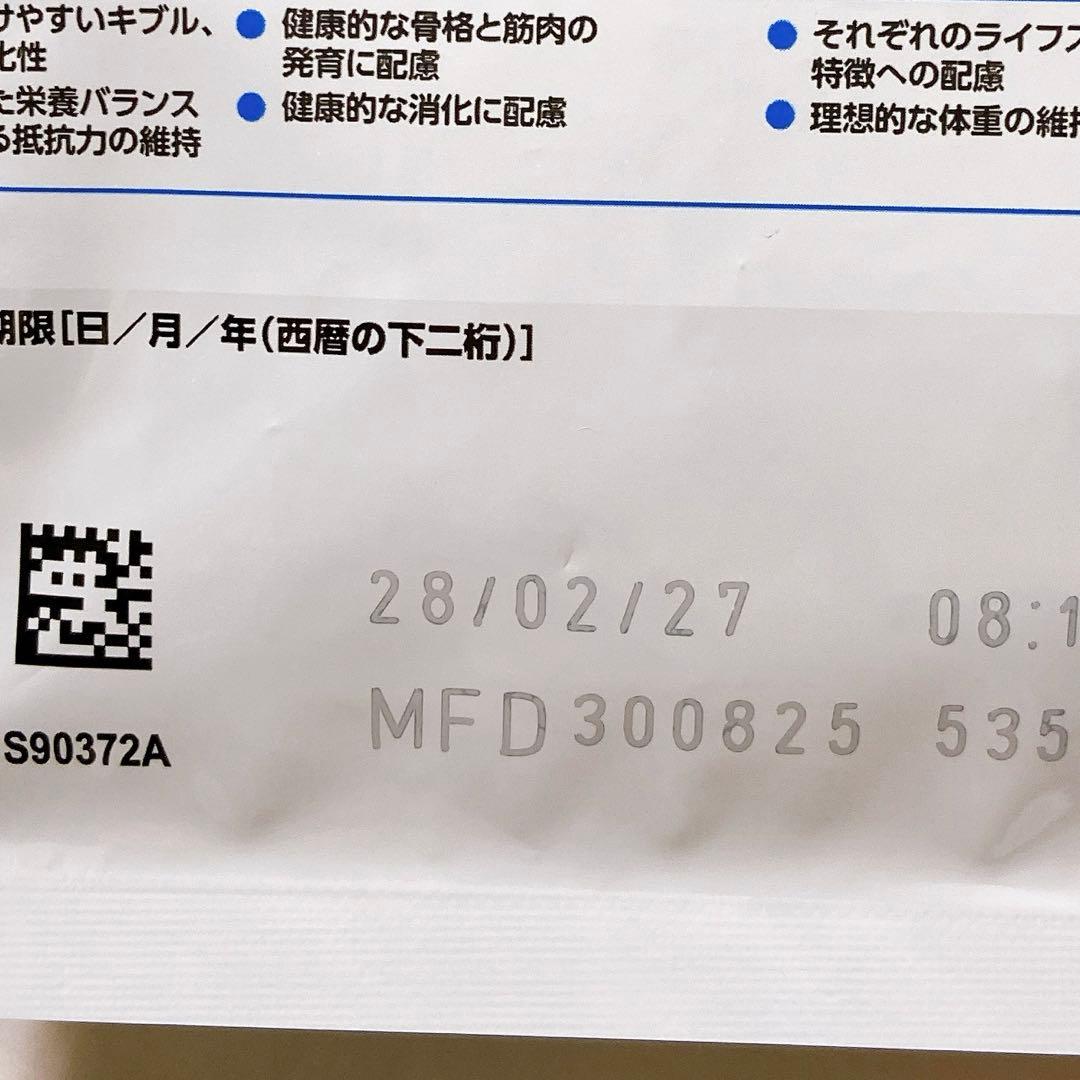 けやすいキブル、
化性
た栄養バランス
る抵抗力の維持
健康的な骨格と筋肉の
発育に配慮
健康的な消化に配慮
それぞれのライフス
特徴への配慮
理想的な体重の維持
期限[日/月/年(西暦の下二桁)]
28/02/27 08:1
MFD300825 535
S90372A